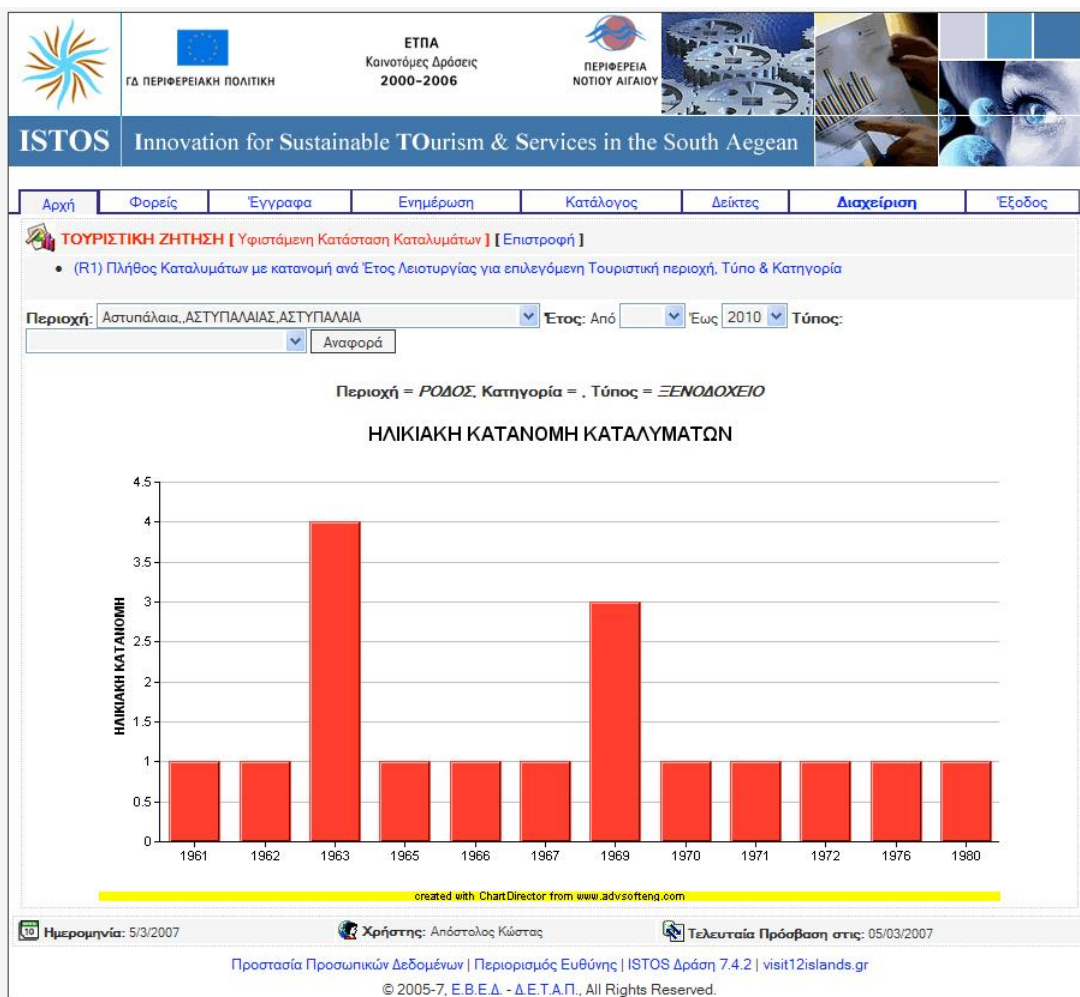 ΓΔ ΠΕΡΙΦΕΡΕΙΑΚΗ ΠΟΛΙΤΙΚΗ
ΕΤΠΑ
Καινοτόμες Δράσεις
2000-2006
ΠΕΡΙΦΕΡΕΙΑ
ΝΟΤΙΟΥ ΑΙΓΑΙΟΥ
ISTOS Innovation for Sustainable TOurism & Services in the South Aegean
Αρχή Φορείς Έγγραφα Ενημέρωση Κατάλογος Δείκτες Διαχείριση Έξοδος
ΤΟΥΡΙΣΤΙΚΗ ΖΗΤΗΣΗ [ Υφιστάμενη Κατάσταση Καταλυμάτων ] [ Επιστροφή ]
• (R1) Πλήθος Καταλυμάτων με κατανομή ανά Έτος Λειοτυργίας για επιλεγόμενη Τουριστική περιοχή, Τύπο & Κατηγορία
Περιοχή: Αστυπάλαια,,ΑΣΤΥΠΑΛΑΙΑΣ,ΑΣΤΥΠΑΛΑΙΑ Έτος: Από Έως 2010 Τύπος:
Αναφορά
Περιοχή = ΡΟΔΟΣ, Κατηγορία = , Τύπος = ΞΕΝΟΔΟΧΕΙΟ
ΗΛΙΚΙΑΚΗ ΚΑΤΑΝΟΜΗ ΚΑΤΑΛΥΜΑΤΩΝ
ΗΛΙΚΙΑΚΗ ΚΑΤΑΝΟΜΗ
4.5
4
3.5
3
2.5
2
1.5
1
0.5
0
1961 1962 1963 1965 1966 1967 1969 1970 1971 1972 1976 1980
created with ChartDirector from www.advsofteng.com
10 Ημερομηνία: 5/3/2007 Χρήστης: Απόστολος Κώστας Τελευταία Πρόσβαση στις: 05/03/2007
Προστασία Προσωπικών Δεδομένων | Περιορισμός Ευθύνης | ISTOS Δράση 7.4.2 | visit12islands.gr
© 2005-7, Ε.Β.Ε.Δ. - Δ.Ε.Τ.Α.Π., All Rights Reserved.